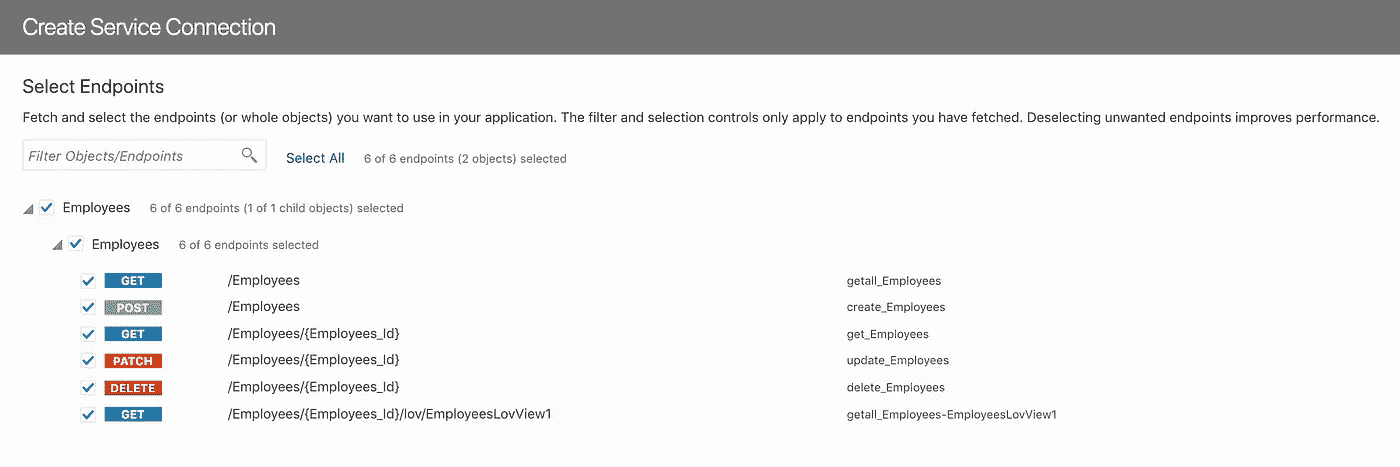 Create Service Connection
Select Endpoints
Fetch and select the endpoints (or whole objects) you want to use in your application. The filter and selection controls only apply to endpoints you have fetched. Deselecting unwanted endpoints improves performance.
Filter Objects/Endpoints Select All 6 of 6 endpoints (2 objects) selected
Employees 6 of 6 endpoints (1 of 1 child objects) selected
Employees 6 of 6 endpoints selected
GET /Employees getall_Employees
POST /Employees create_Employees
GET /Employees/{Employees_Id} get_Employees
PATCH /Employees/{Employees_Id} update_Employees
DELETE /Employees/{Employees_Id} delete_Employees
GET /Employees/{Employees_Id}/lov/EmployeesLovView1 getall_Employees-EmployeesLovView1